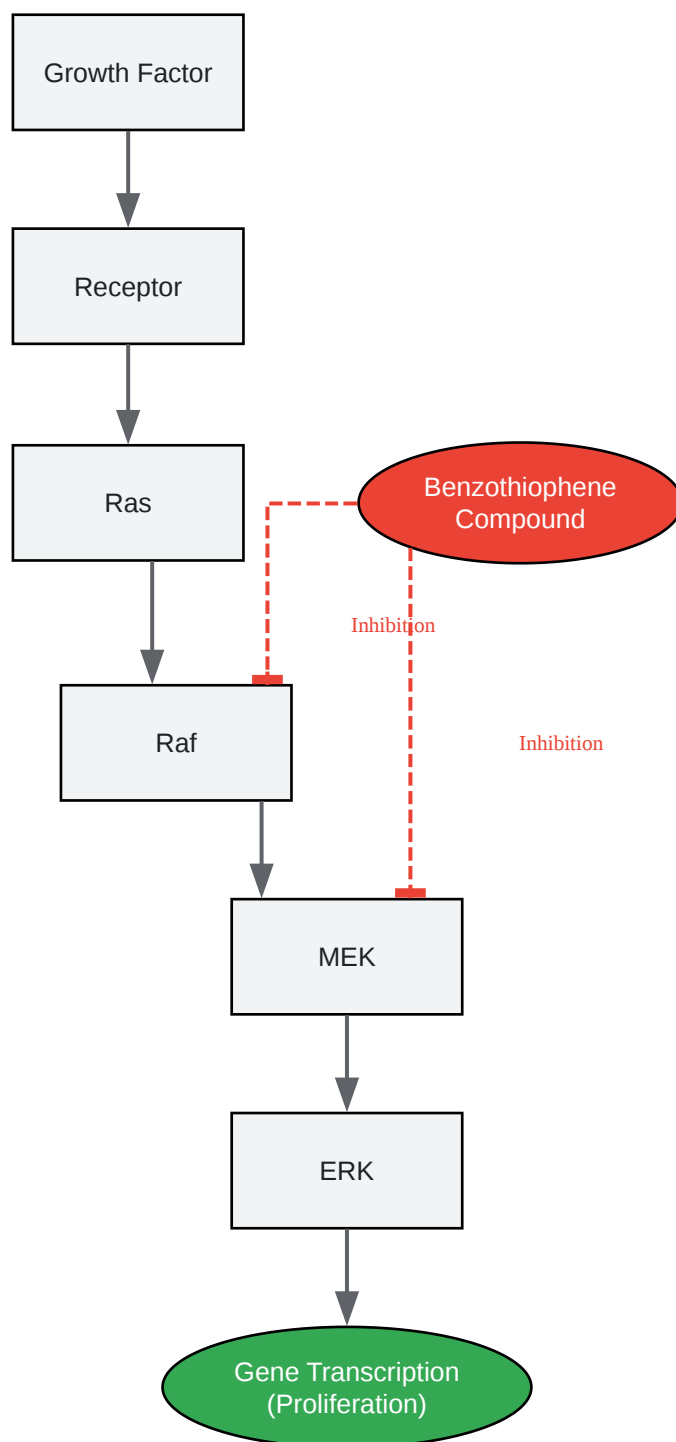 Growth Factor
Receptor
Ras
Benzothiophene
Compound
Inhibition
Raf
Inhibition
MEK
ERK
Gene Transcription
(Proliferation)